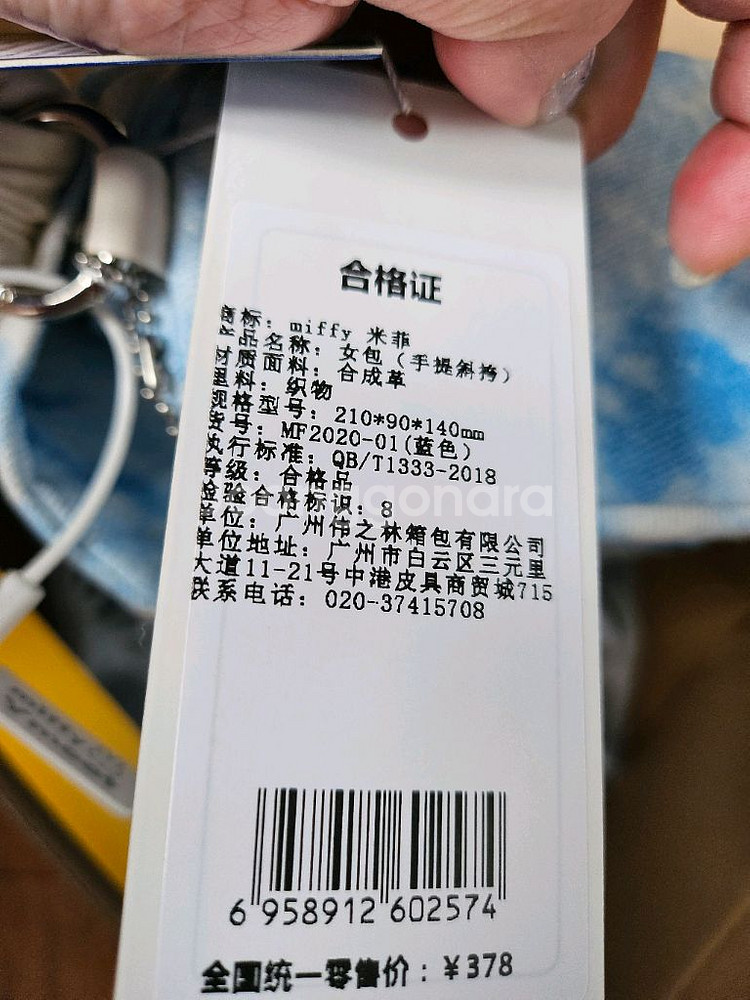 合格证
商标：miffy 米菲
产品名称：女包（手提斜挎）
材质面料：合成革
里料：织物
规格型号：210*90*140mm
货号：MF2020-01(蓝色)
执行标准：QB/T1333-2018
等级：合格品
检验合格标识：8
单位：广州伟之林箱包有限公司
单位地址：广州市白云区三元里
大道11-21号中港皮具商贸城715
联系电话：020-37415708
6 958912 602574
全国统一零售价：¥378